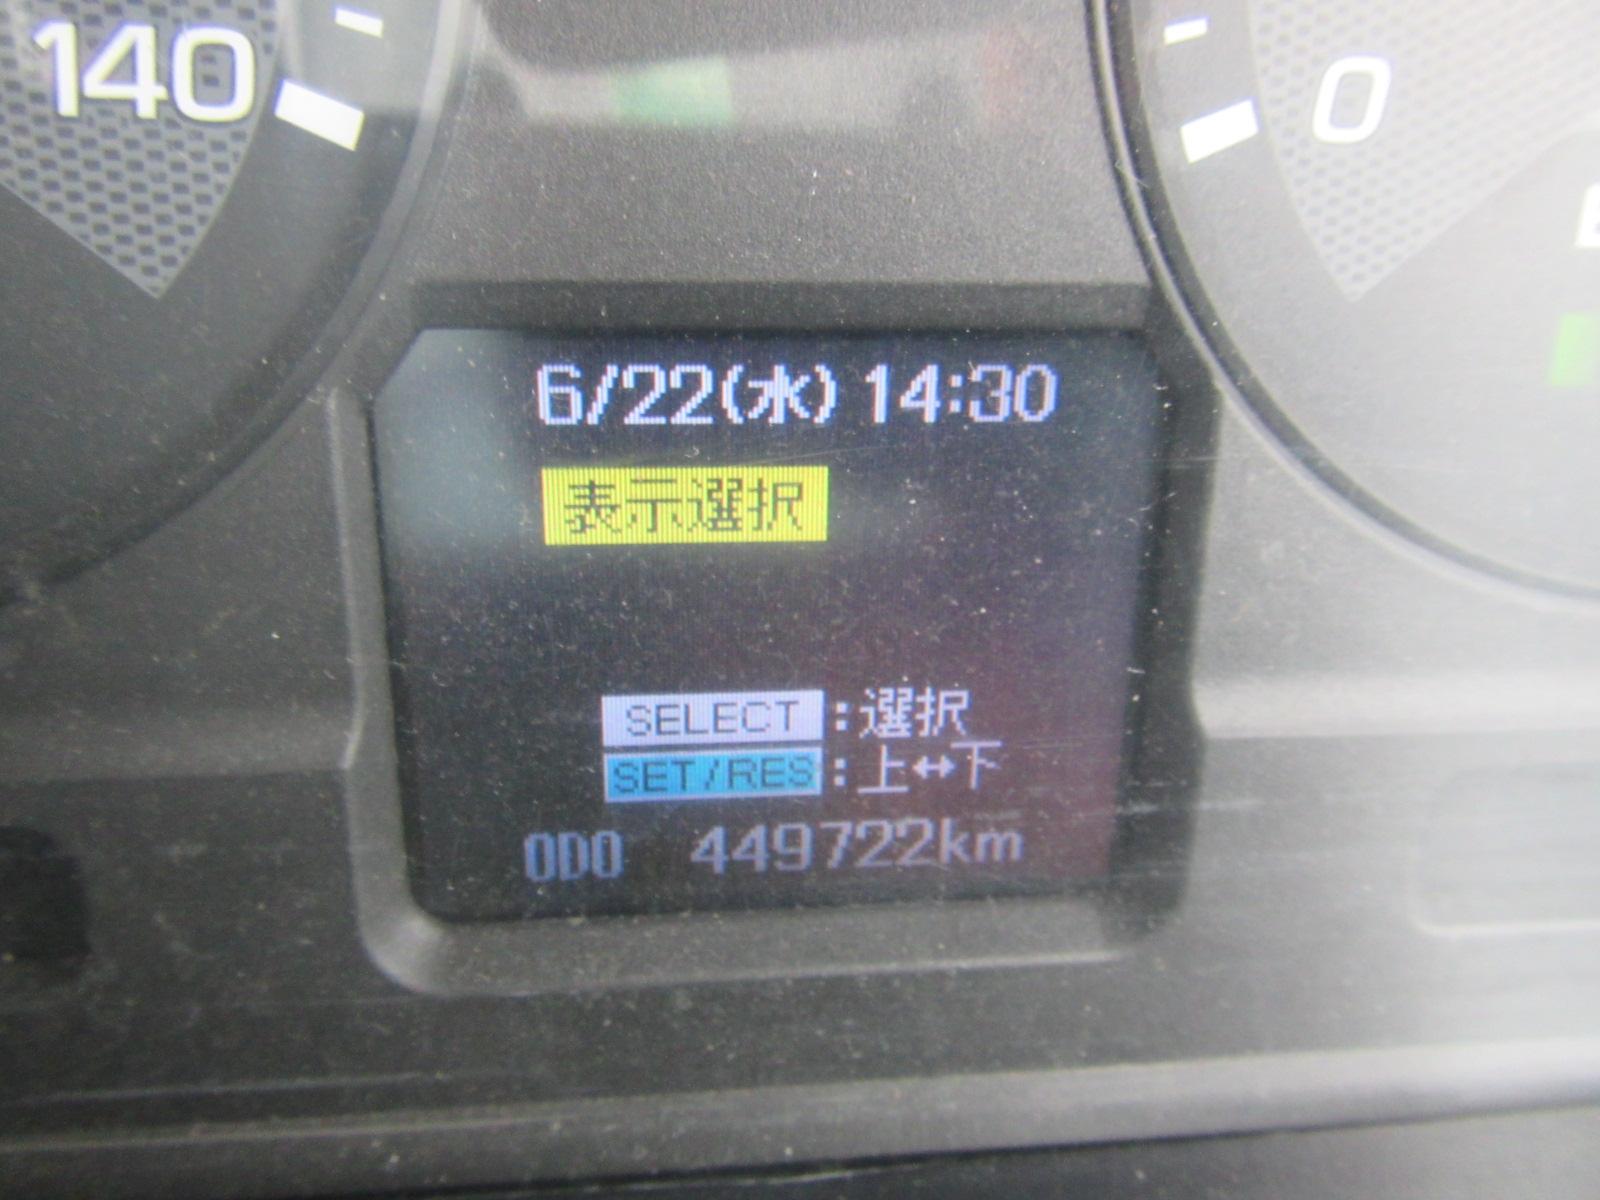 140
0
6/22(水) 14:30
表示選択
SELECT :選択
SET/RES :上↔下
ODO 449722km